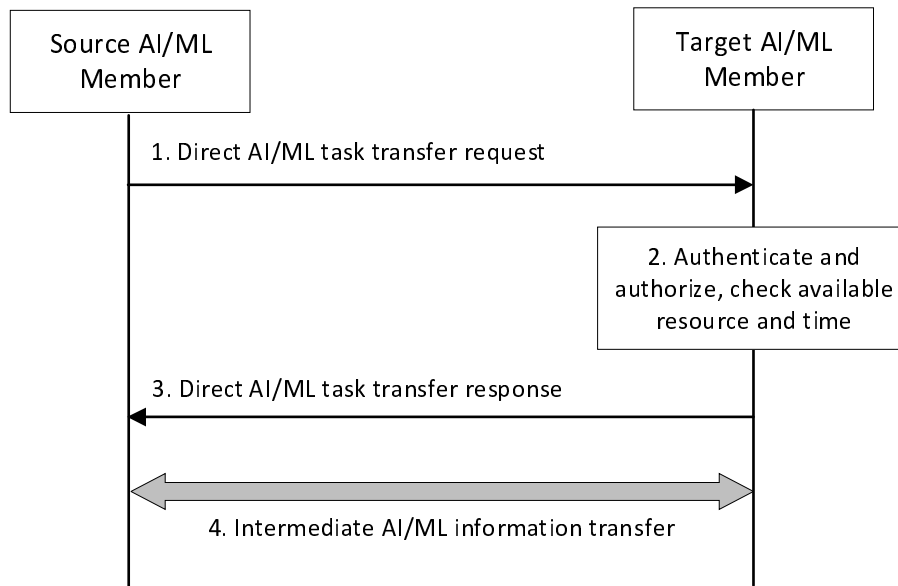 Source AI/ML
Member
Target AI/ML
Member
1. Direct AI/ML task transfer request
2. Authenticate and
authorize, check available
resource and time
3. Direct AI/ML task transfer response
4. Intermediate AI/ML information transfer